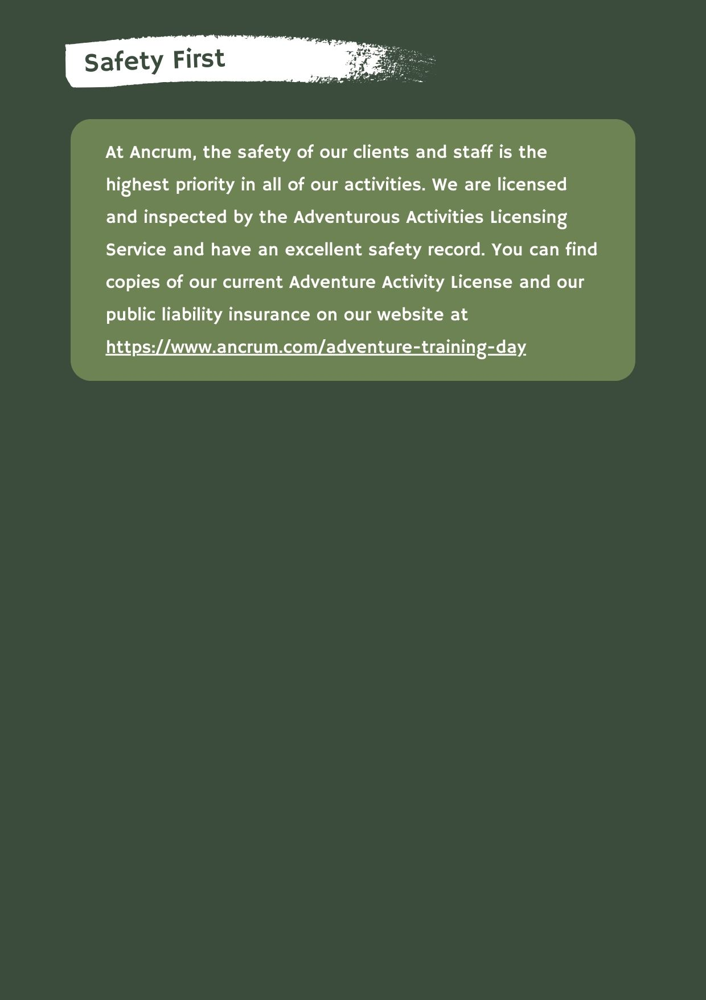 Safety First
At Ancrum, the safety of our clients and staff is the
highest priority in all of our activities. We are licensed
and inspected by the Adventurous Activities Licensing
Service and have an excellent safety record. You can find
copies of our current Adventure Activity License and our
public liability insurance on our website at
https://www.ancrum.com/adventure-training-day